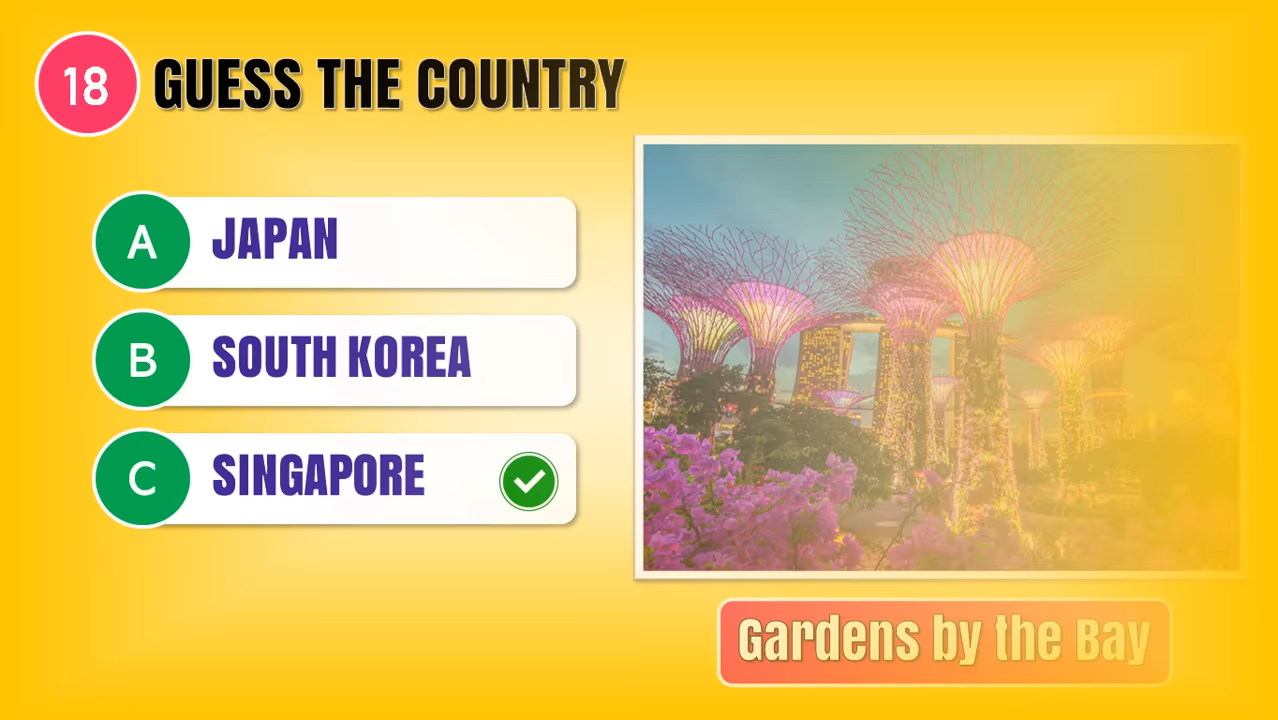 18 GUESS THE COUNTRY
A JAPAN
B SOUTH KOREA
C SINGAPORE
Gardens by the Bay